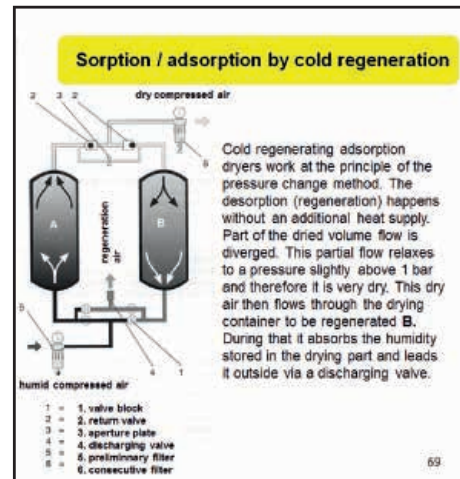 Sorption / adsorption by cold regeneration
dry compressed air
2 3 2
6
A
B
regeneration
air
Cold regenerating adsorption
dryers work at the principle of the
pressure change method. The
desorption (regeneration) happens
without an additional heat supply.
Part of the dried volume flow is
diverged. This partial flow relaxes
to a pressure slightly above 1 bar
and therefore it is very dry. This dry
air then flows through the drying
container to be regenerated B.
During that it absorbs the humidity
stored in the drying part and leads
it outside via a discharging valve.
5
4 1
humid compressed air
1 = 1. valve block
2 = 2. return valve
3 = 3. aperture plate
4 = 4. discharging valve
5 = 5. preliminnary filter
6 = 6. consecutive filter
69